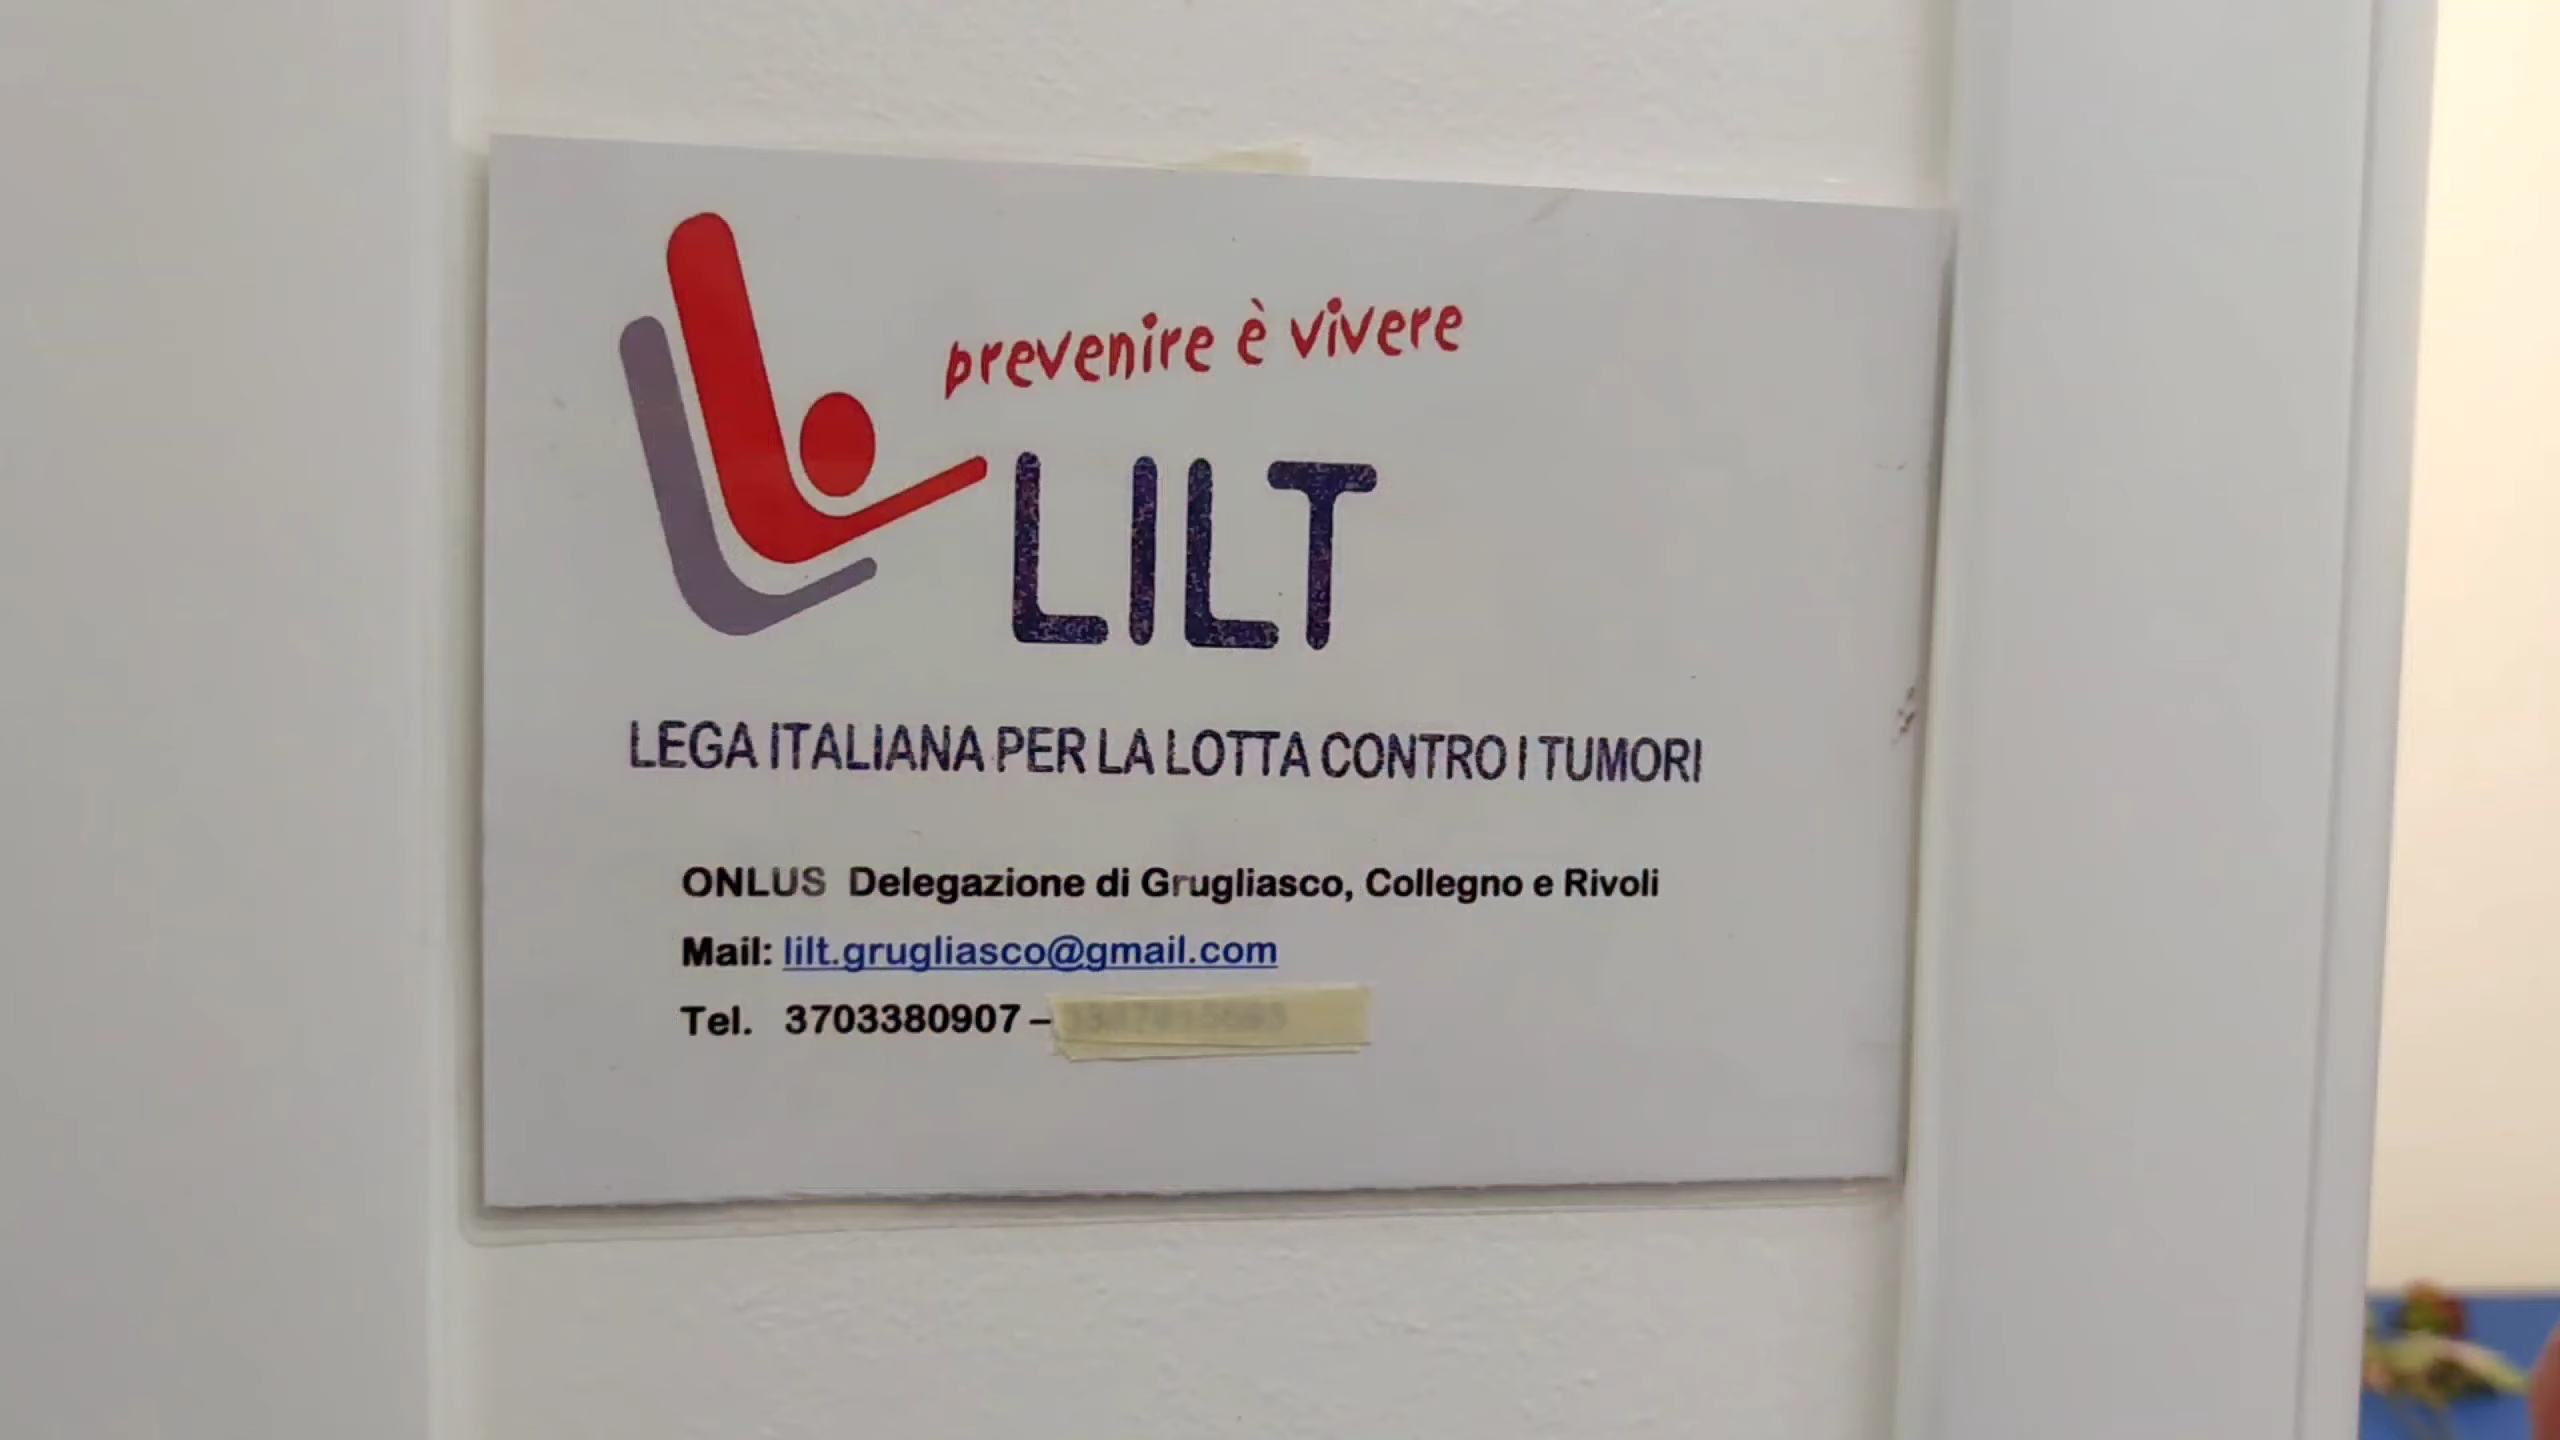 prevenire è vivere
LILT
LEGA ITALIANA PER LA LOTTA CONTRO I TUMORI
ONLUS Delegazione di Grugliasco, Collegno e Rivoli
Mail: lilt.grugliasco@gmail.com
Tel. 3703380907 –